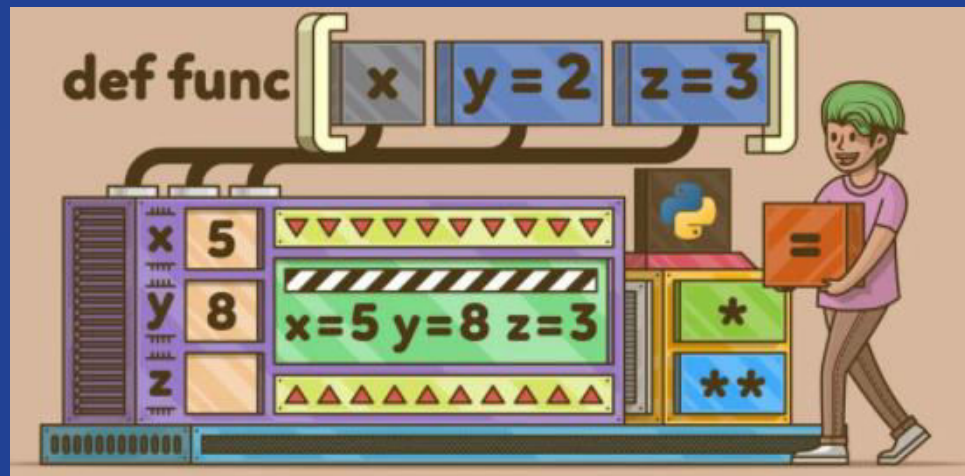 def func [ x y = 2 z = 3 ]
x 5
y 8
z
x=5 y=8 z=3
=
*
**